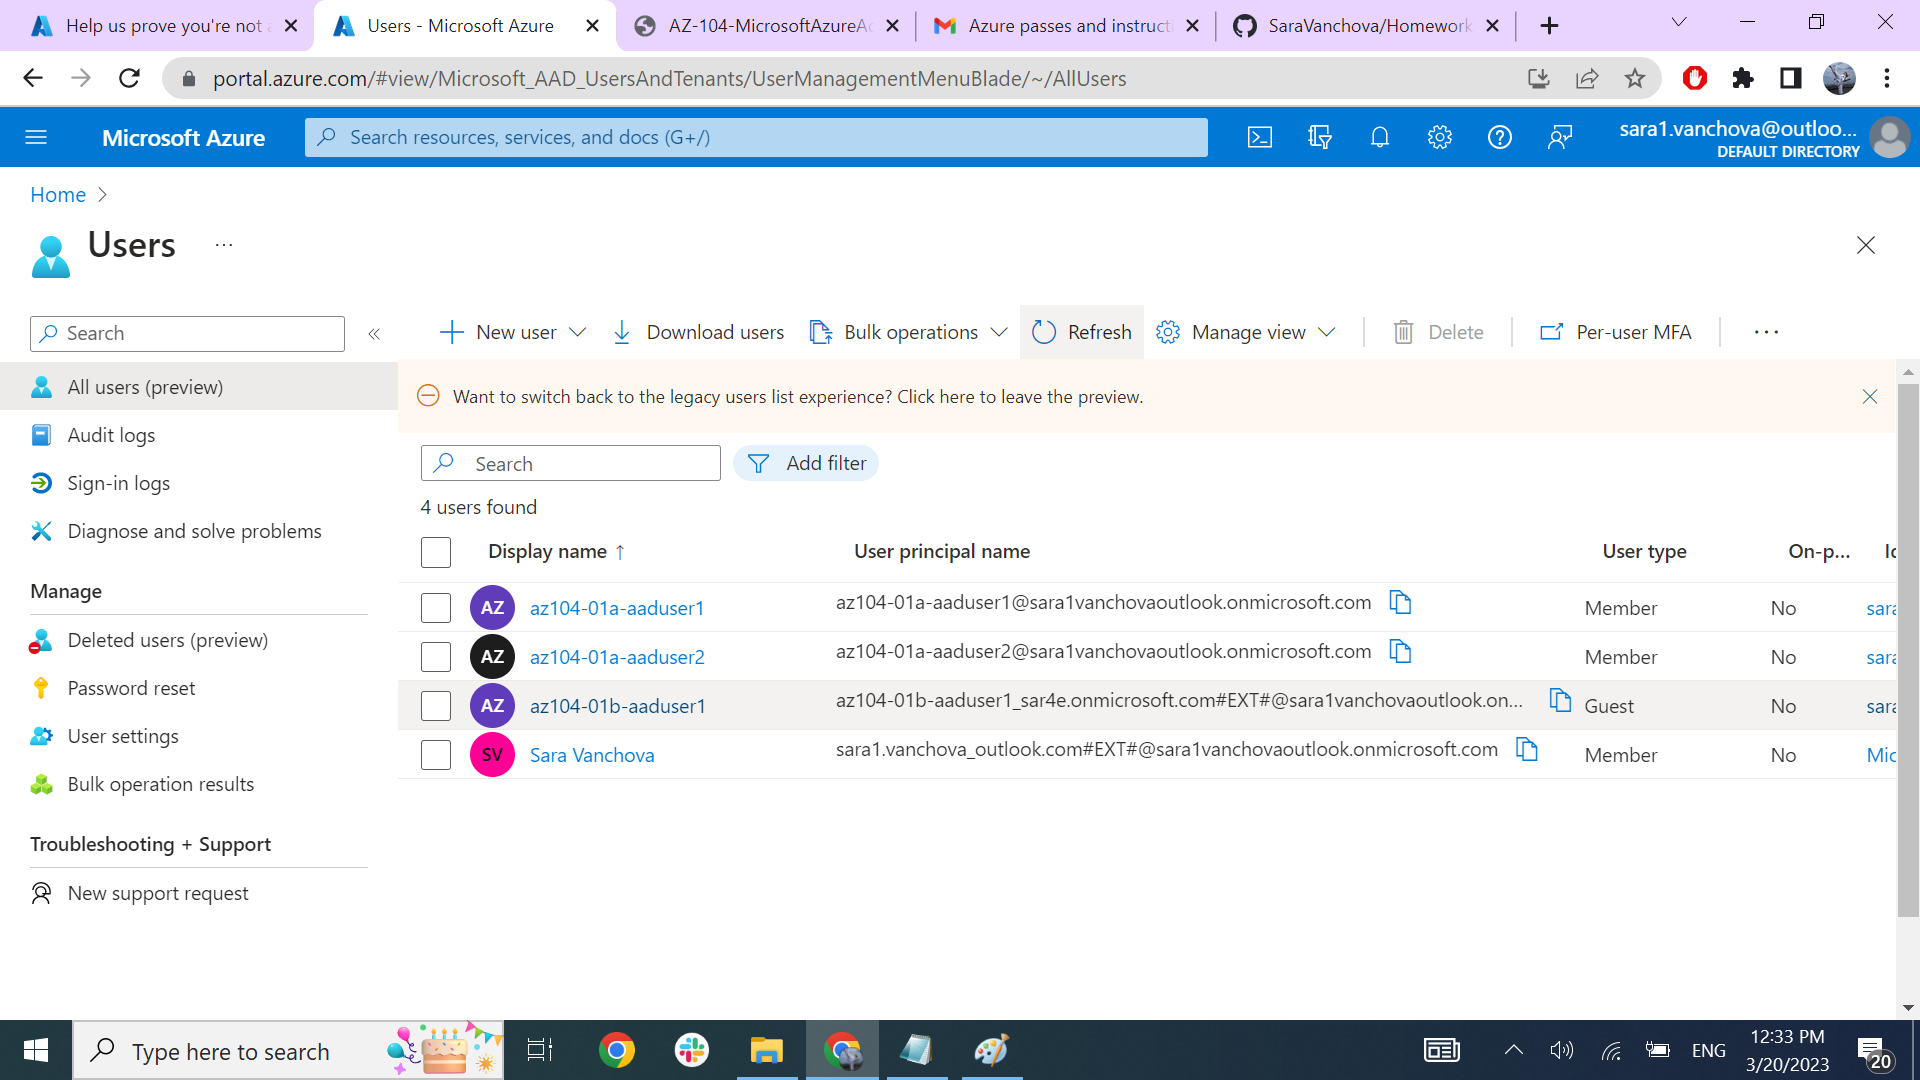 Help us prove you're not a
Users - Microsoft Azure
AZ-104-MicrosoftAzureAc
Azure passes and instructi
SaraVanchova/Homework
portal.azure.com/#view/Microsoft_AAD_UsersAndTenants/UserManagementMenuBlade/~/AllUsers
Microsoft Azure
Search resources, services, and docs (G+/)
sara1.vanchova@outloo...
DEFAULT DIRECTORY
Home
Users
...
Search
New user
Download users
Bulk operations
Refresh
Manage view
Delete
Per-user MFA
...
All users (preview)
Audit logs
Sign-in logs
Diagnose and solve problems
Manage
Deleted users (preview)
Password reset
User settings
Bulk operation results
Troubleshooting + Support
New support request
Want to switch back to the legacy users list experience? Click here to leave the preview.
Search
Add filter
4 users found
Display name ↑ User principal name User type On-p... Id
AZ az104-01a-aaduser1 az104-01a-aaduser1@sara1vanchovaoutlook.onmicrosoft.com Member No sara
AZ az104-01a-aaduser2 az104-01a-aaduser2@sara1vanchovaoutlook.onmicrosoft.com Member No sara
AZ az104-01b-aaduser1 az104-01b-aaduser1_sar4e.onmicrosoft.com#EXT#@sara1vanchovaoutlook.on... Guest No sara
SV Sara Vanchova sara1.vanchova_outlook.com#EXT#@sara1vanchovaoutlook.onmicrosoft.com Member No Mic
Type here to search
ENG
12:33 PM
3/20/2023
20